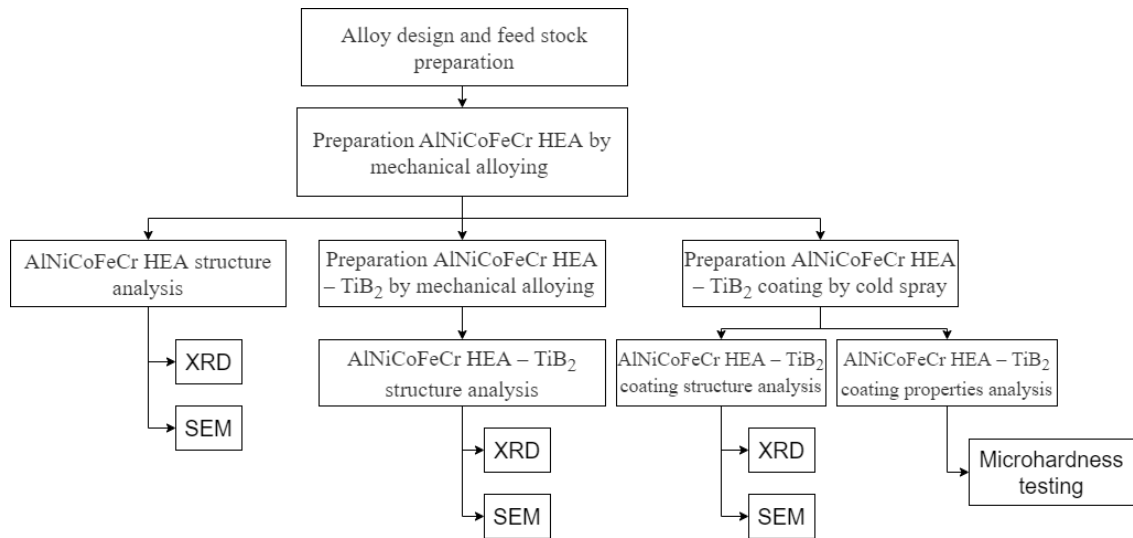 Alloy design and feed stock
preparation
Preparation AlNiCoFeCr HEA by
mechanical alloying
AlNiCoFeCr HEA structure
analysis
Preparation AlNiCoFeCr HEA
– TiB₂ by mechanical alloying
Preparation AlNiCoFeCr HEA
– TiB₂ coating by cold spray
XRD
SEM
AlNiCoFeCr HEA – TiB₂
structure analysis
XRD
SEM
AlNiCoFeCr HEA – TiB₂
coating structure analysis
XRD
SEM
AlNiCoFeCr HEA – TiB₂
coating properties analysis
Microhardness
testing